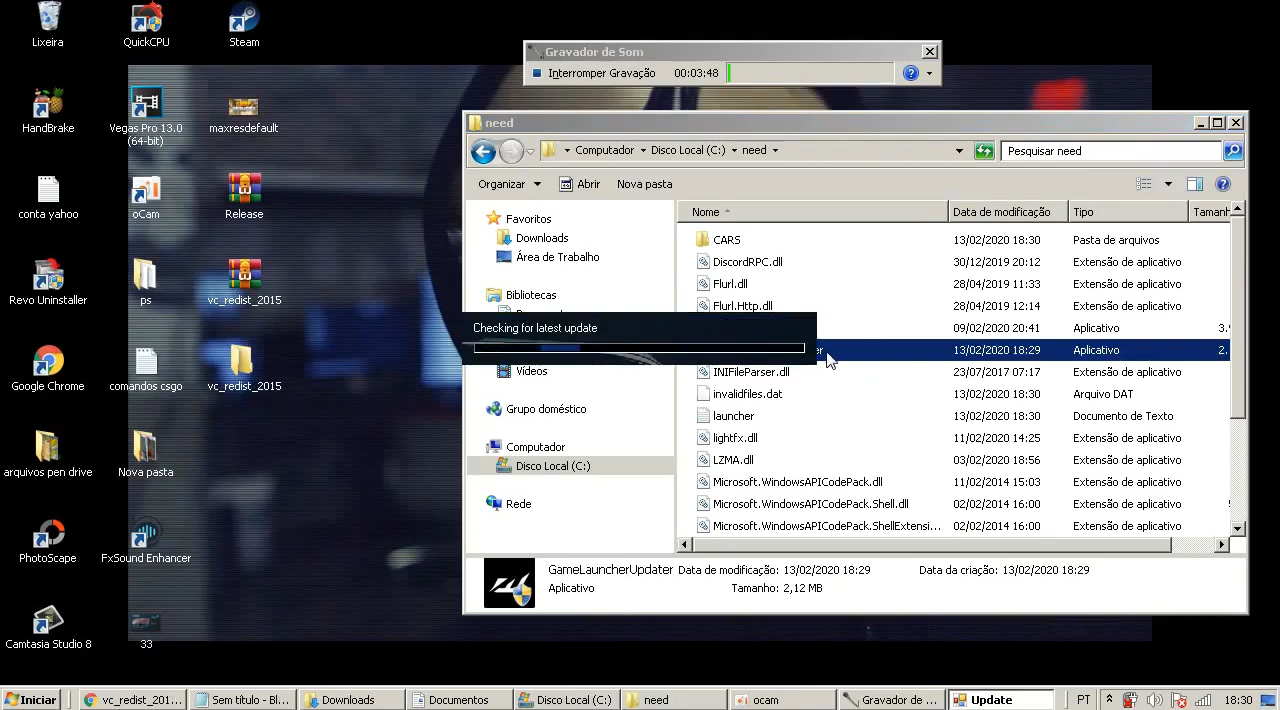 Lixeira
QuickCPU
Steam
HandBrake
Vegas Pro 13.0
(64-bit)
maxresdefault
conta yahoo
oCam
Release
Revo Uninstaller
ps
vc_redist_2015
Google Chrome
comandos csgo
vc_redist_2015
arquivos pen drive
Nova pasta
PhotoScape
FxSound Enhancer
Camtasia Studio 8
33
Gravador de Som
Interromper Gravação 00:03:48
need
Computador Disco Local (C:) need
Pesquisar need
Organizar Abrir Nova pasta
Favoritos
Downloads
Área de Trabalho
Bibliotecas
Vídeos
Grupo doméstico
Computador
Disco Local (C:)
Rede
Nome Data de modificação Tipo Tamanh
CARS 13/02/2020 18:30 Pasta de arquivos
DiscordRPC.dll 30/12/2019 20:12 Extensão de aplicativo
Flurl.dll 28/04/2019 11:33 Extensão de aplicativo
Flurl.Http.dll 28/04/2019 12:14 Extensão de aplicativo
09/02/2020 20:41 Aplicativo 3.
er 13/02/2020 18:29 Aplicativo 2.
INIFileParser.dll 23/07/2017 07:17 Extensão de aplicativo
invalidfiles.dat 13/02/2020 18:30 Arquivo DAT
launcher 13/02/2020 18:30 Documento de Texto
lightfx.dll 11/02/2020 14:25 Extensão de aplicativo
LZMA.dll 03/02/2020 18:56 Extensão de aplicativo
Microsoft.WindowsAPICodePack.dll 11/02/2014 15:03 Extensão de aplicativo
Microsoft.WindowsAPICodePack.Shell.dll 02/02/2014 16:00 Extensão de aplicativo
Microsoft.WindowsAPICodePack.ShellExtensi... 02/02/2014 16:00 Extensão de aplicativo
Checking for latest update
GameLauncherUpdater Data de modificação: 13/02/2020 18:29 Data da criação: 13/02/2020 18:29
Aplicativo Tamanho: 2,12 MB
Iniciar vc_redist_201... Sem título - Bl... Downloads Documentos Disco Local (C:) need ocam Gravador de ... Update PT 18:30